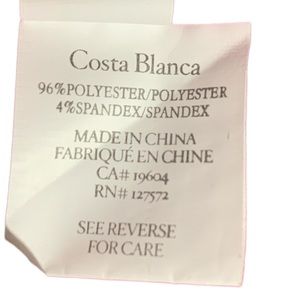 Costa Blanca
96%POLYESTER/POLYESTER
4%SPANDEX/SPANDEX
MADE IN CHINA
FABRIQUÉ EN CHINE
CA# 19604
RN# 127572
SEE REVERSE
FOR CARE